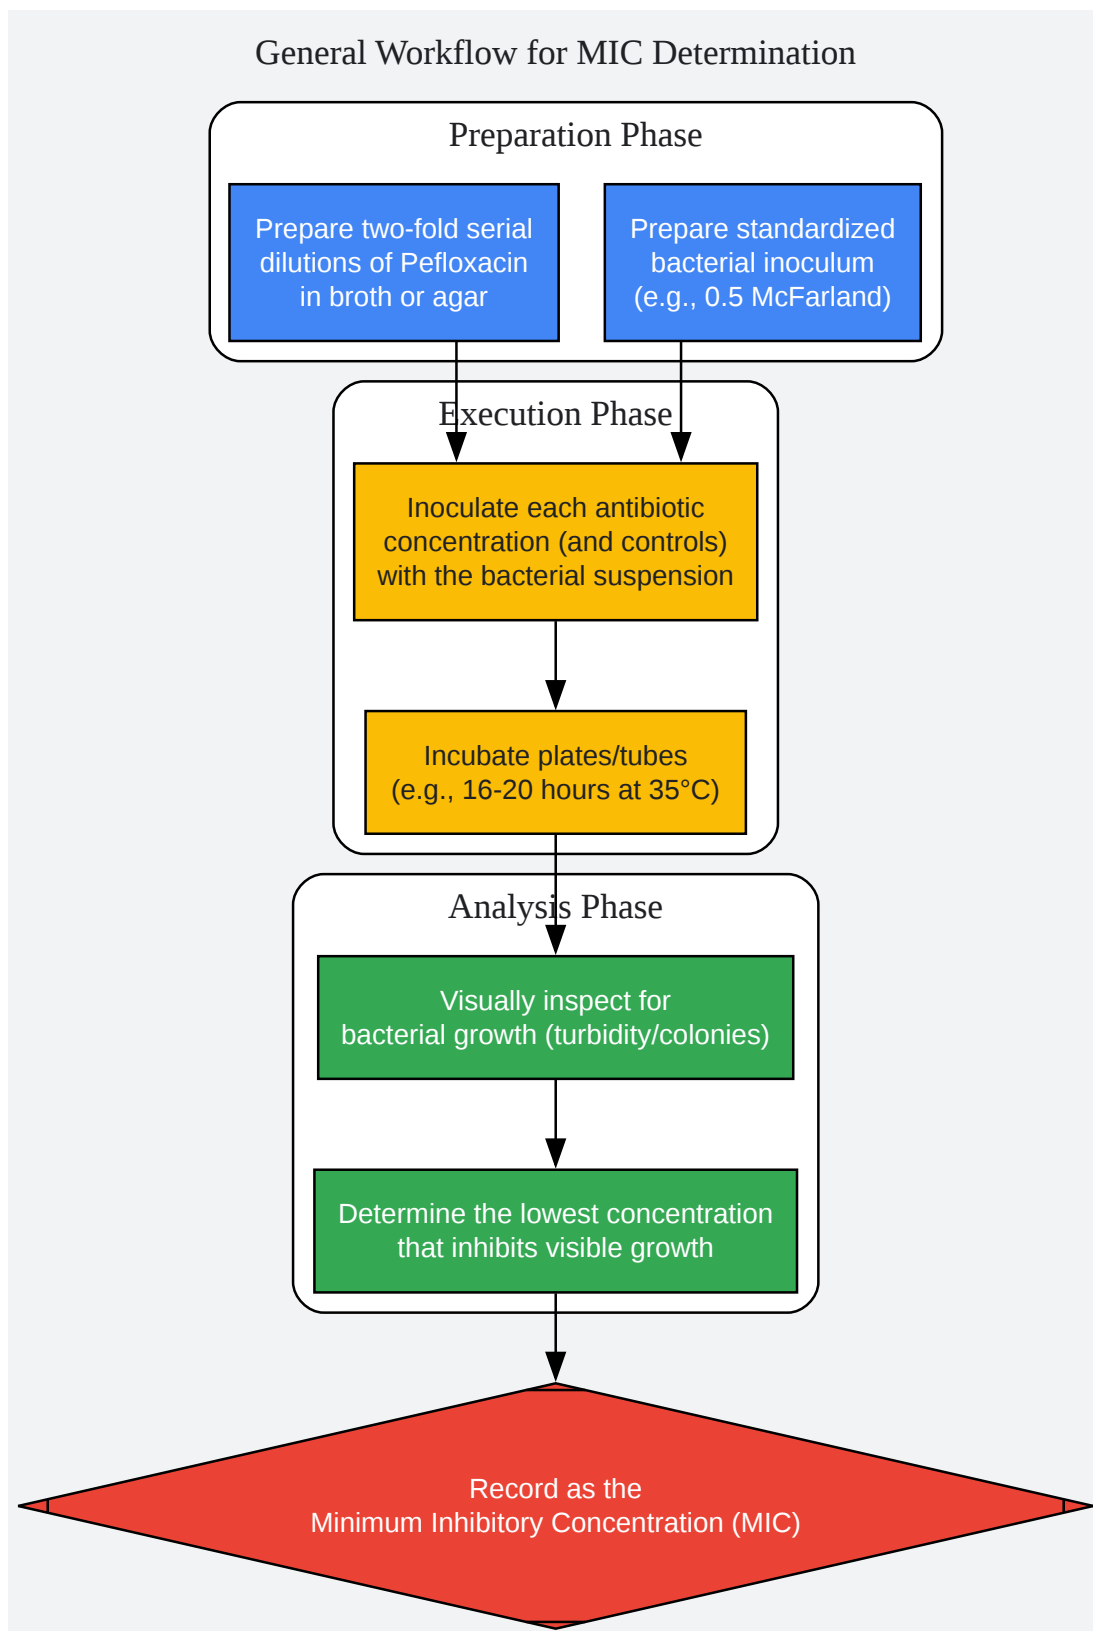 General Workflow for MIC Determination
Preparation Phase
Prepare two-fold serial
dilutions of Pefloxacin
in broth or agar
Prepare standardized
bacterial inoculum
(e.g., 0.5 McFarland)
Execution Phase
Inoculate each antibiotic
concentration (and controls)
with the bacterial suspension
Incubate plates/tubes
(e.g., 16-20 hours at 35°C)
Analysis Phase
Visually inspect for
bacterial growth (turbidity/colonies)
Determine the lowest concentration
that inhibits visible growth
Record as the
Minimum Inhibitory Concentration (MIC)